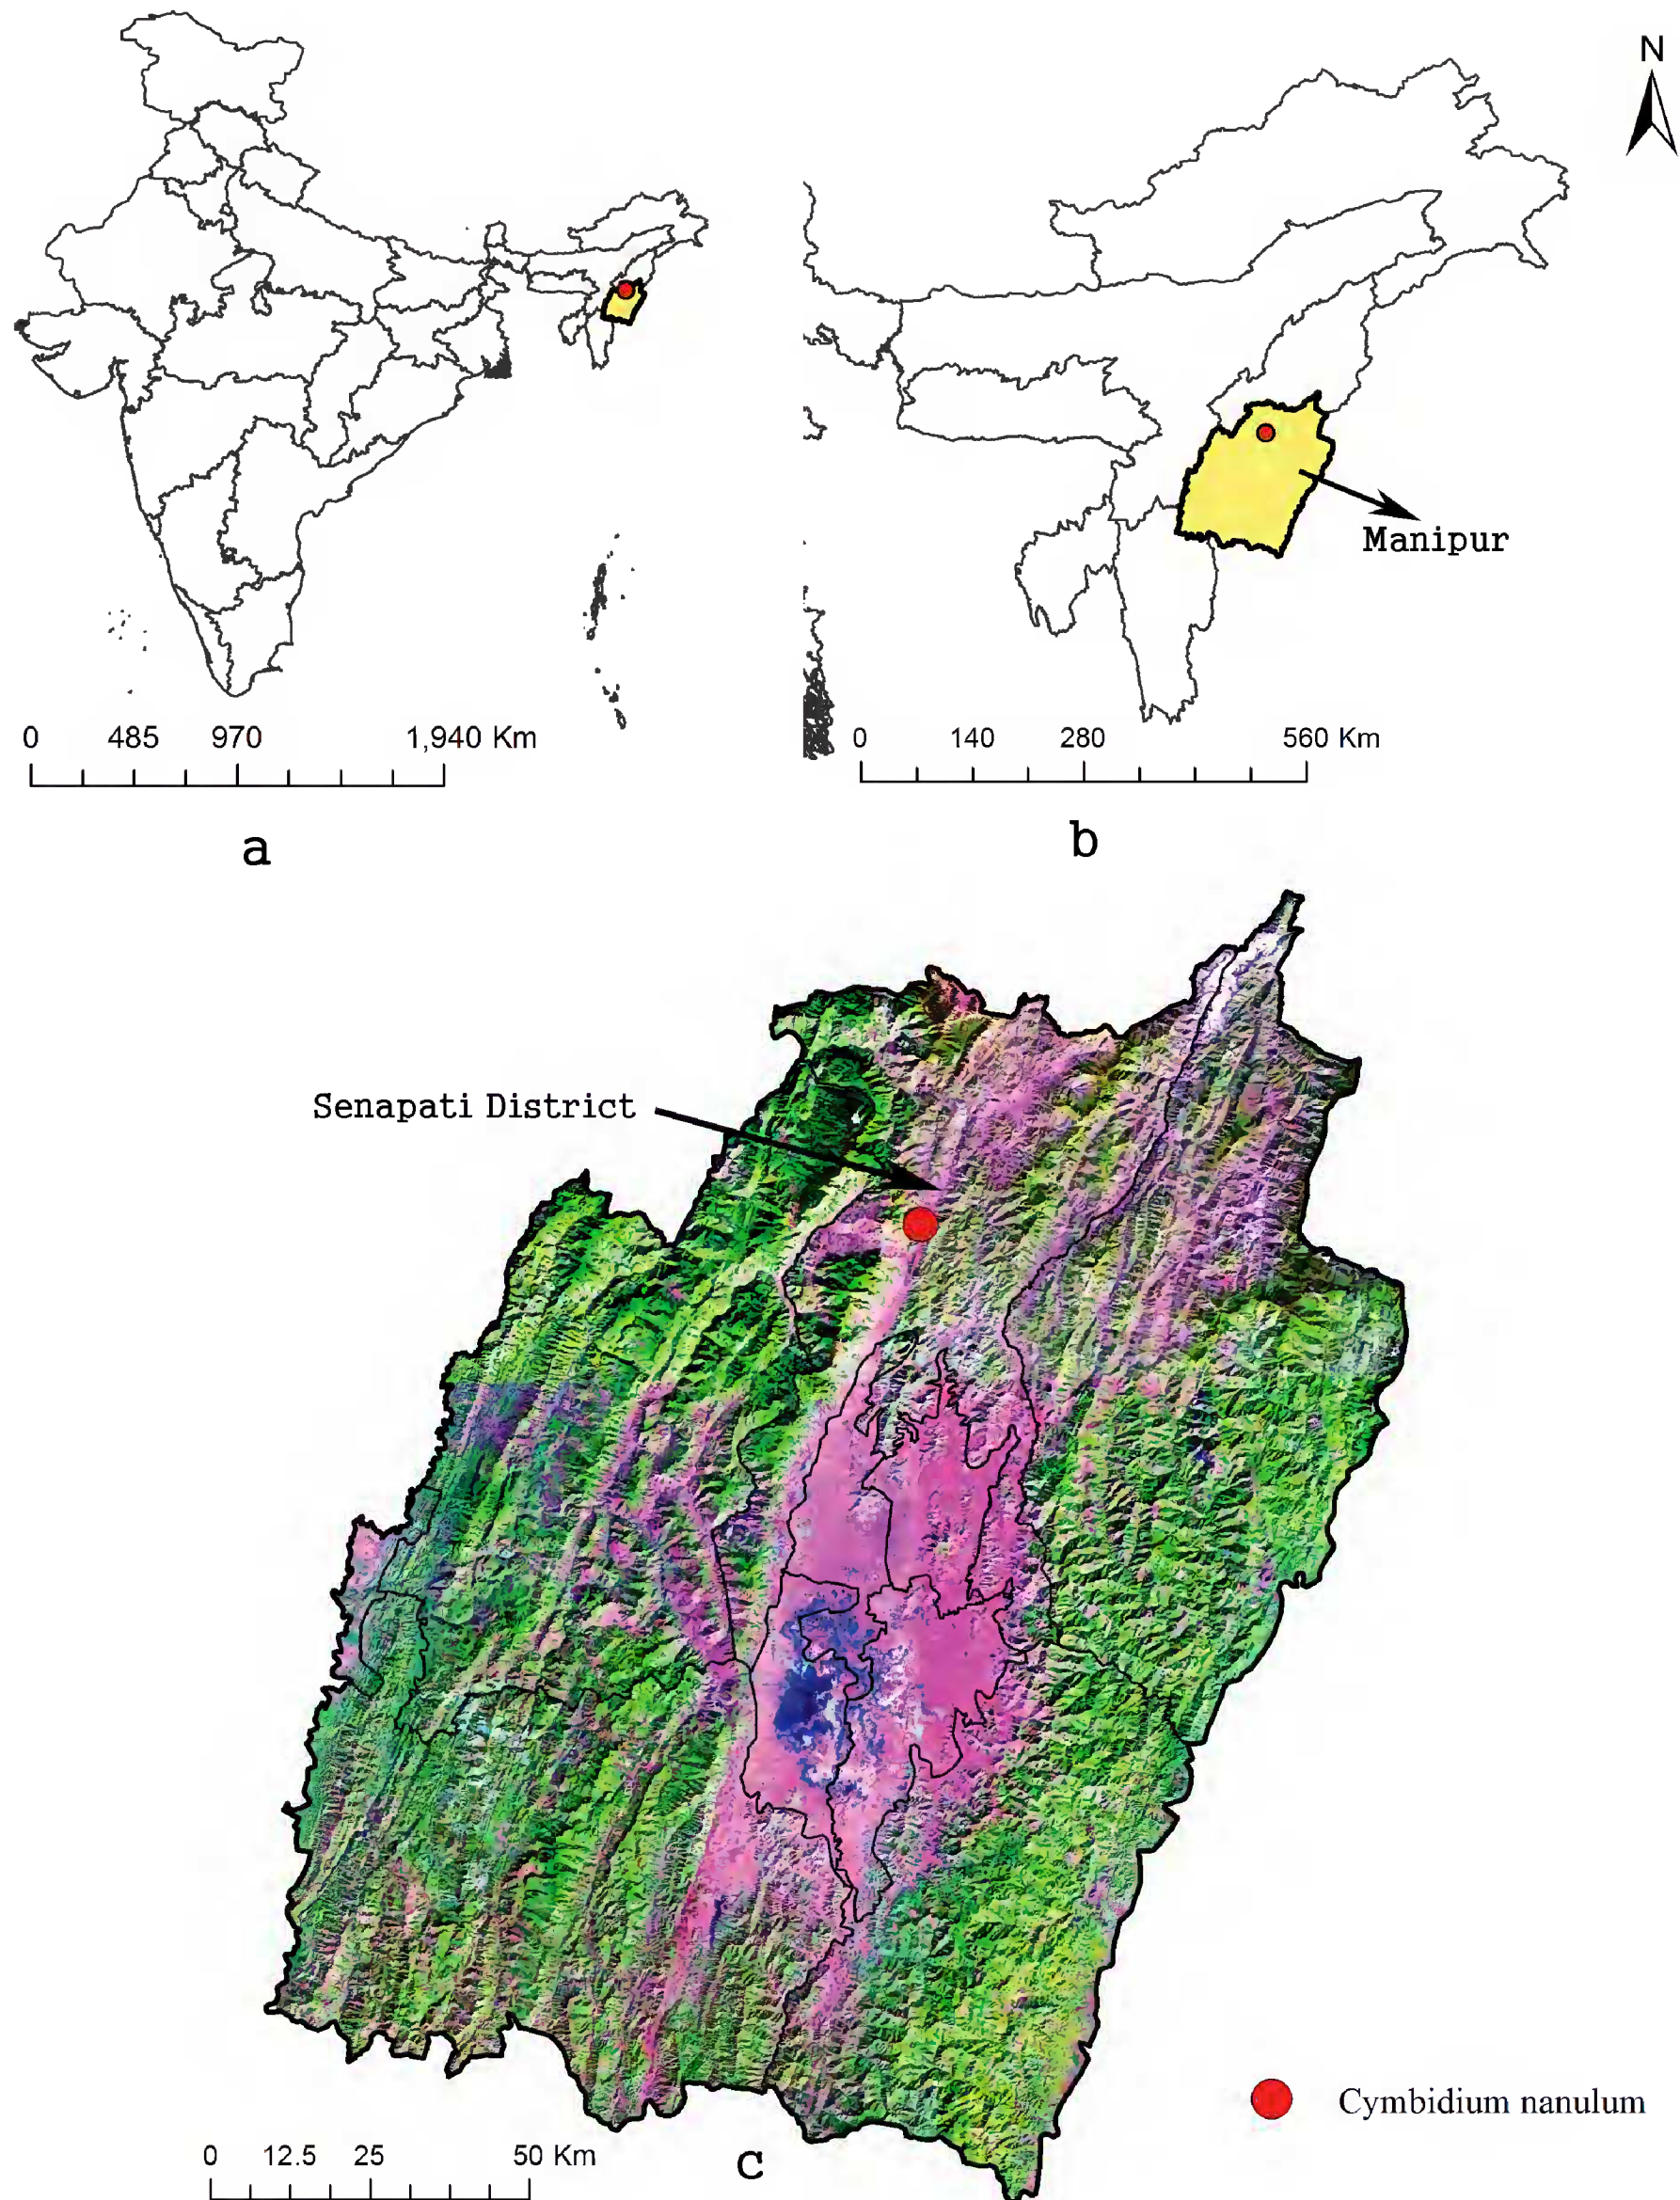 N
Manipur
0 485 970 1,940 Km
0 140 280 560 Km
a
b
Senapati District
Cymbidium nanulum
0 12.5 25 50 Km
c